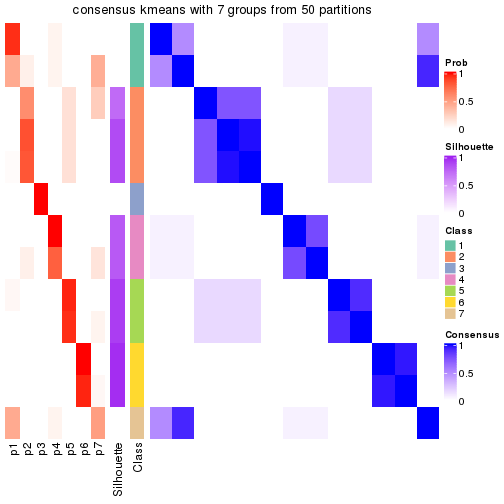 consensus kmeans with 7 groups from 50 partitions
Prob
1
0.5
0
Silhouette
1
0.5
0
Class
1
2
3
4
5
6
7
Consensus
1
0.5
0
p1
p2
p3
p4
p5
p6
p7
Silhouette
Class